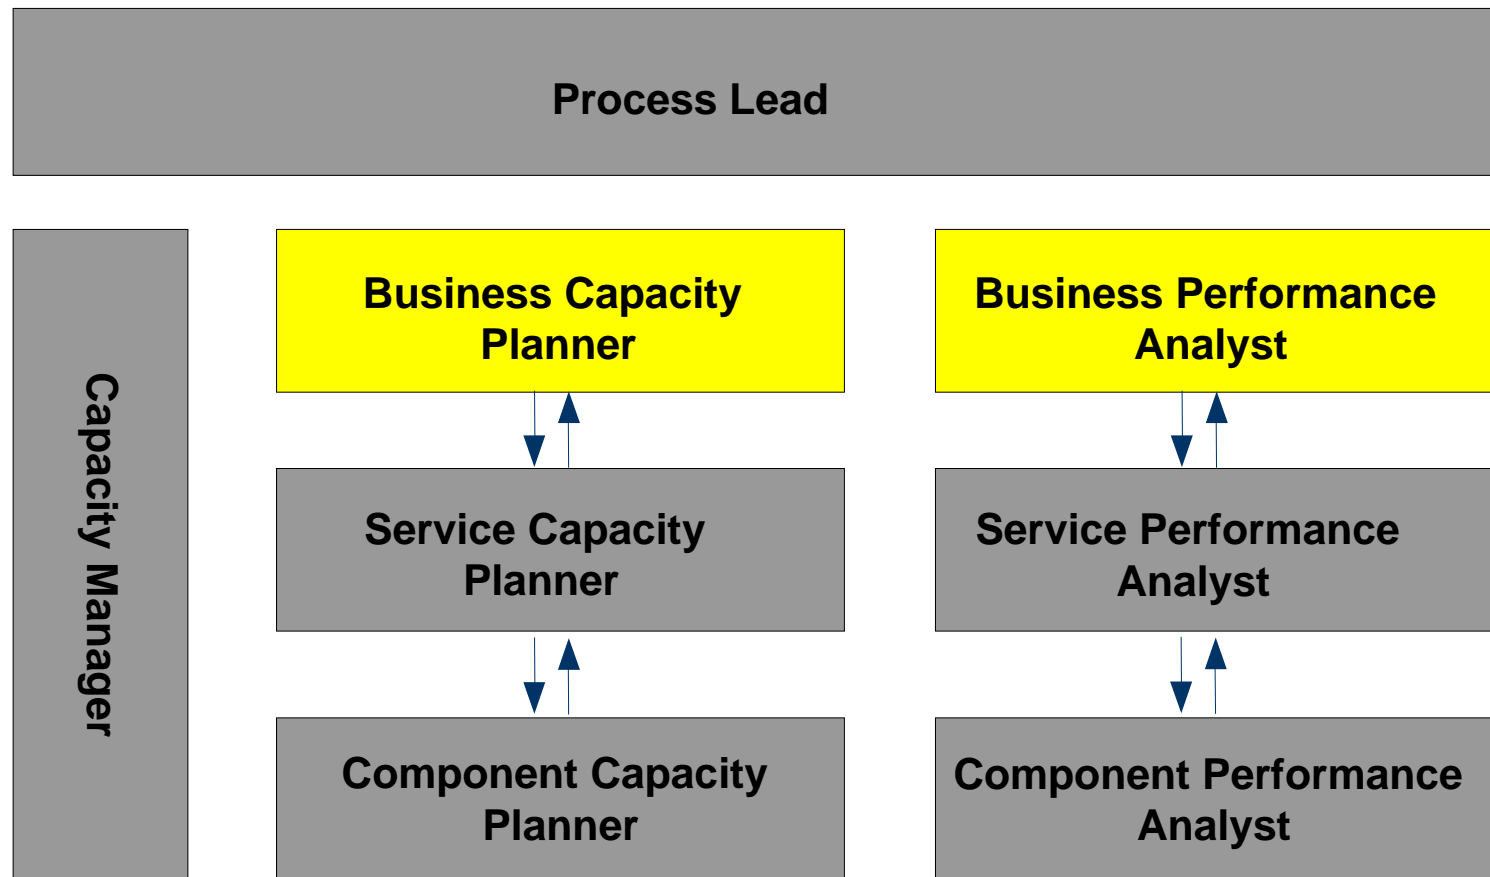 Process Lead
Capacity Manager
Business Capacity
Planner
Business Performance
Analyst
Service Capacity
Planner
Service Performance
Analyst
Component Capacity
Planner
Component Performance
Analyst